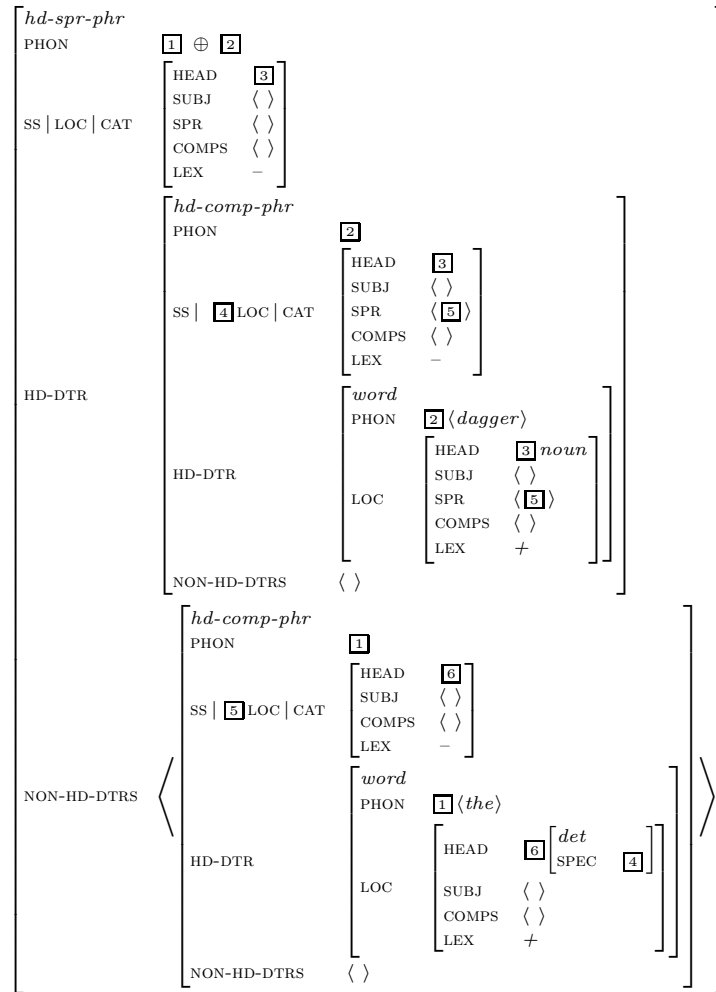 hd-spr-phr
PHON 1 ⊕ 2
SS | LOC | CAT
HEAD 3
SUBJ ⟨ ⟩
SPR ⟨ ⟩
COMPS ⟨ ⟩
LEX –
HD-DTR
hd-comp-phr
PHON 2
SS | 4 LOC | CAT
HEAD 3
SUBJ ⟨ ⟩
SPR ⟨ 5 ⟩
COMPS ⟨ ⟩
LEX –
HD-DTR
word
PHON 2 ⟨dagger⟩
LOC
HEAD 3 noun
SUBJ ⟨ ⟩
SPR ⟨ 5 ⟩
COMPS ⟨ ⟩
LEX +
NON-HD-DTRS ⟨ ⟩
NON-HD-DTRS
hd-comp-phr
PHON 1
SS | 5 LOC | CAT
HEAD 6
SUBJ ⟨ ⟩
COMPS ⟨ ⟩
LEX –
HD-DTR
word
PHON 1 ⟨the⟩
LOC
HEAD 6
det
SPEC 4
SUBJ ⟨ ⟩
COMPS ⟨ ⟩
LEX +
NON-HD-DTRS ⟨ ⟩